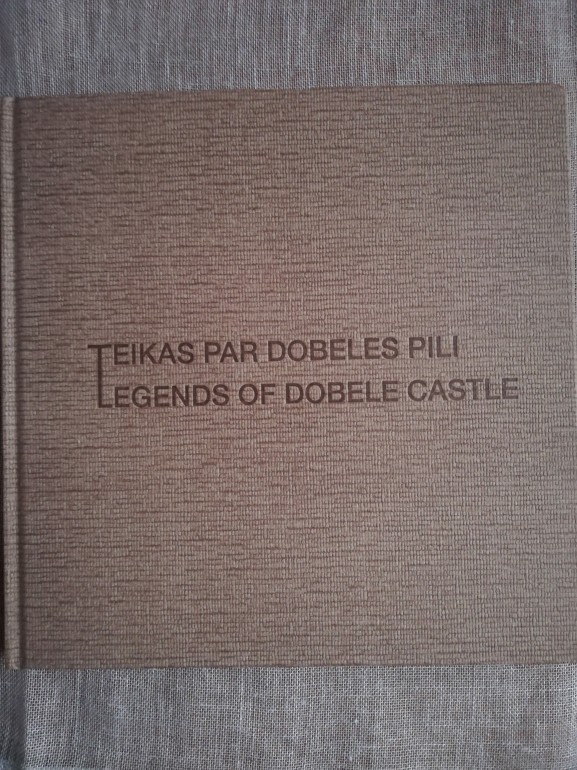 TEIKAS PAR DOBELES PILI
LEGENDS OF DOBELE CASTLE